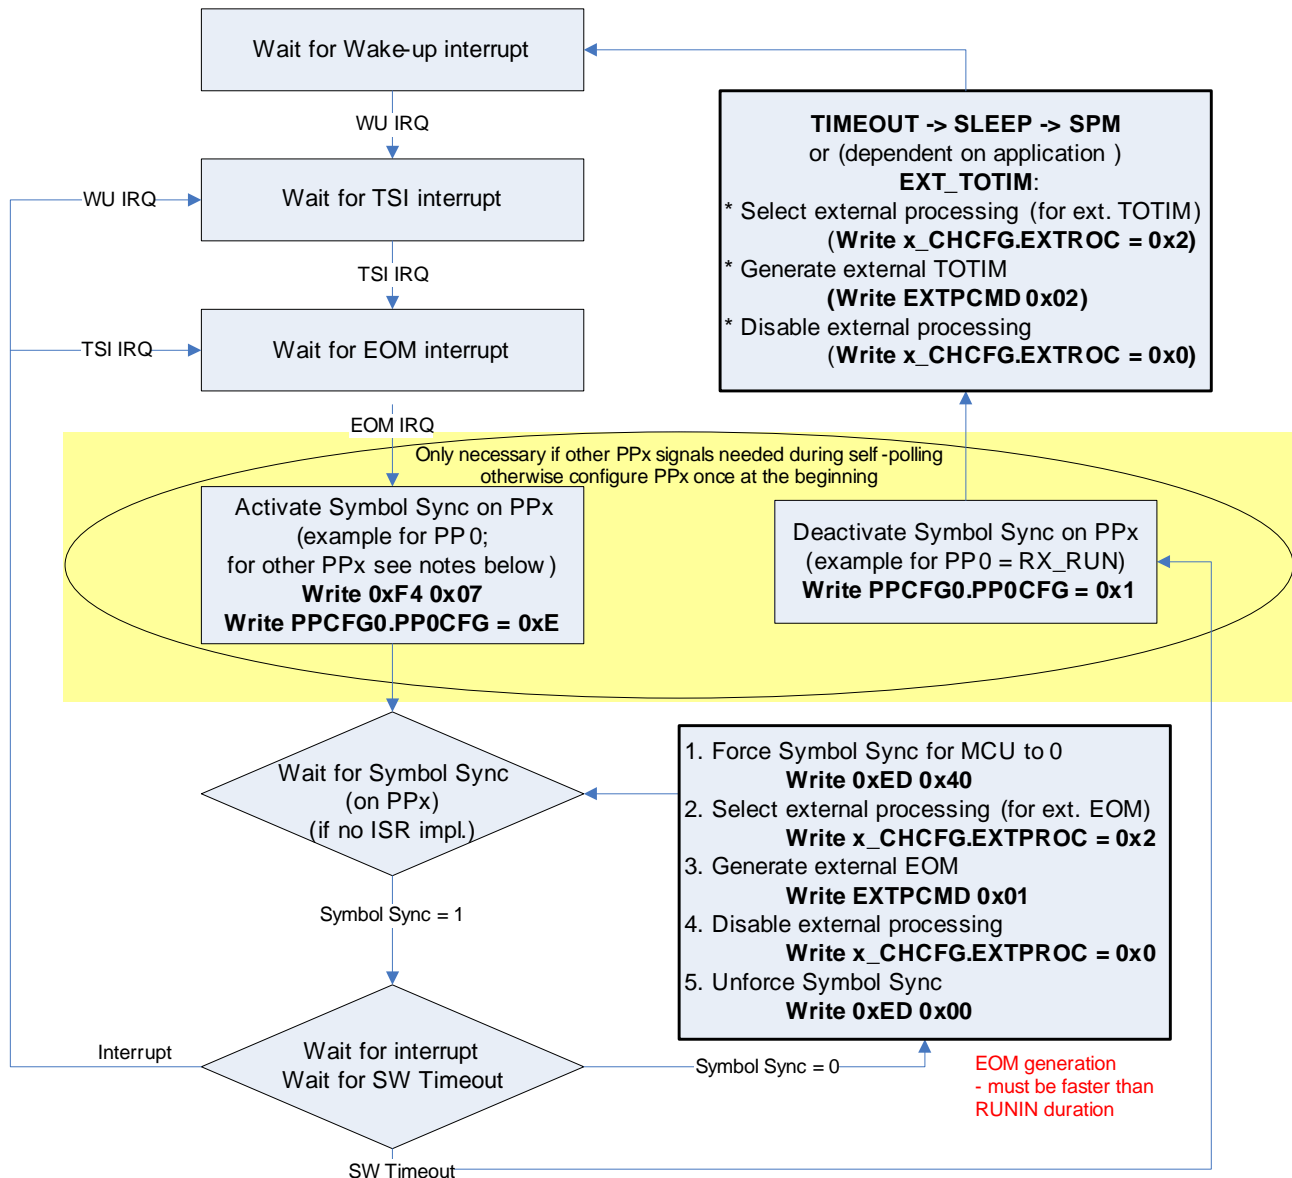 Wait for Wake-up interrupt
WU IRQ
Wait for TSI interrupt
WU IRQ
TSI IRQ
Wait for EOM interrupt
TSI IRQ
EOM IRQ
TIMEOUT -> SLEEP -> SPM
or (dependent on application )
EXT_TOTIM:
* Select external processing (for ext. TOTIM)
(Write x_CHCFG.EXTROC = 0x2)
* Generate external TOTIM
(Write EXTPCMD 0x02)
* Disable external processing
(Write x_CHCFG.EXTROC = 0x0)
Only necessary if other PPx signals needed during self-polling
otherwise configure PPx once at the beginning
Activate Symbol Sync on PPx
(example for PP0;
for other PPx see notes below)
Write 0xF4 0x07
Write PPCFG0.PP0CFG = 0xE
Deactivate Symbol Sync on PPx
(example for PP0 = RX_RUN)
Write PPCFG0.PP0CFG = 0x1
Wait for Symbol Sync
(on PPx)
(if no ISR impl.)
Symbol Sync = 1
1. Force Symbol Sync for MCU to 0
Write 0xED 0x40
2. Select external processing (for ext. EOM)
Write x_CHCFG.EXTPROC = 0x2
3. Generate external EOM
Write EXTPCMD 0x01
4. Disable external processing
Write x_CHCFG.EXTPROC = 0x0
5. Unforce Symbol Sync
Write 0xED 0x00
Interrupt
Wait for interrupt
Wait for SW Timeout
Symbol Sync = 0
EOM generation
- must be faster than
RUNIN duration
SW Timeout